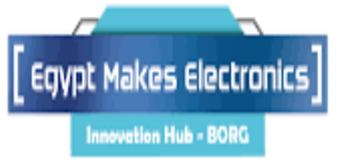 [ Egypt Makes Electronics ]
Innovation Hub - BORG